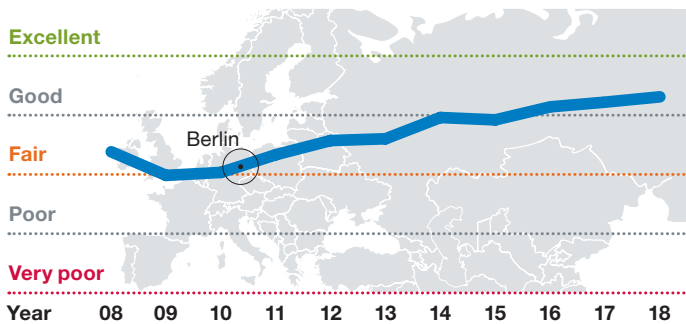 Excellent
Good
Berlin
Fair
Poor
Very poor
Year 08 09 10 11 12 13 14 15 16 17 18